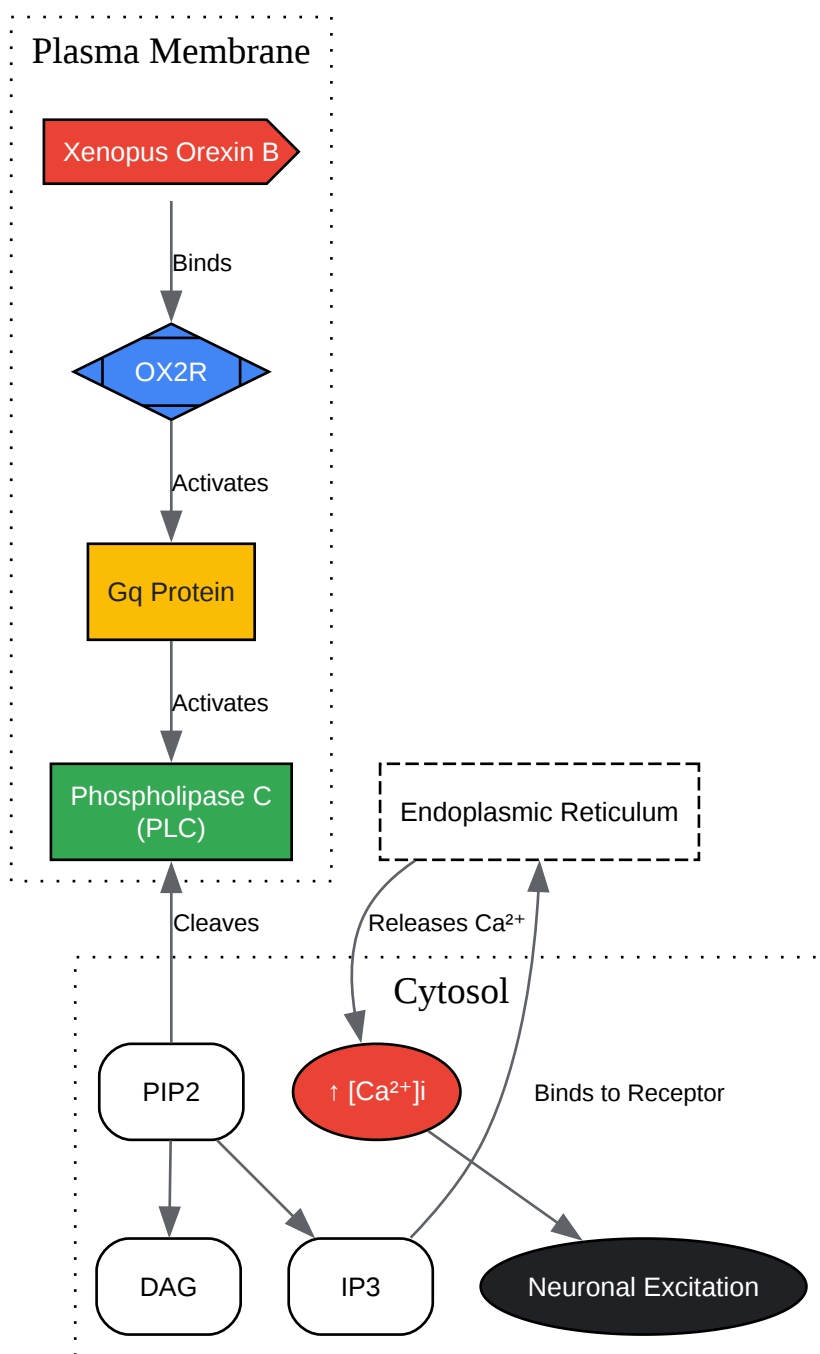 Plasma Membrane
Xenopus Orexin B
Binds
OX2R
Activates
Gq Protein
Activates
Phospholipase C
(PLC)
Endoplasmic Reticulum
Cleaves
Releases Ca²⁺
Cytosol
PIP2
↑ [Ca²⁺]i
Binds to Receptor
DAG
IP3
Neuronal Excitation